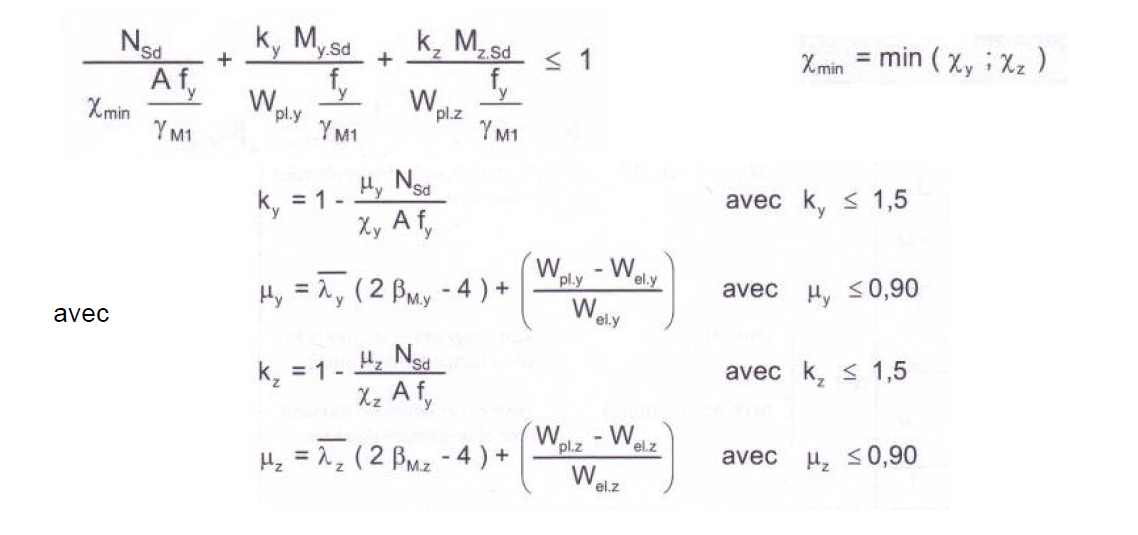 N_Sd / (χ_min A f_y / γ_M1) + k_y M_y.Sd / (W_pl.y f_y / γ_M1) + k_z M_z.Sd / (W_pl.z f_y / γ_M1) ≤ 1 χ_min = min ( χ_y ; χ_z )
k_y = 1 - μ_y N_Sd / (χ_y A f_y) avec k_y ≤ 1,5
μ_y = λ̅_y ( 2 β_M.y - 4 ) + ( (W_pl.y - W_el.y) / W_el.y ) avec μ_y ≤ 0,90
avec
k_z = 1 - μ_z N_Sd / (χ_z A f_y) avec k_z ≤ 1,5
μ_z = λ̅_z ( 2 β_M.z - 4 ) + ( (W_pl.z - W_el.z) / W_el.z ) avec μ_z ≤ 0,90